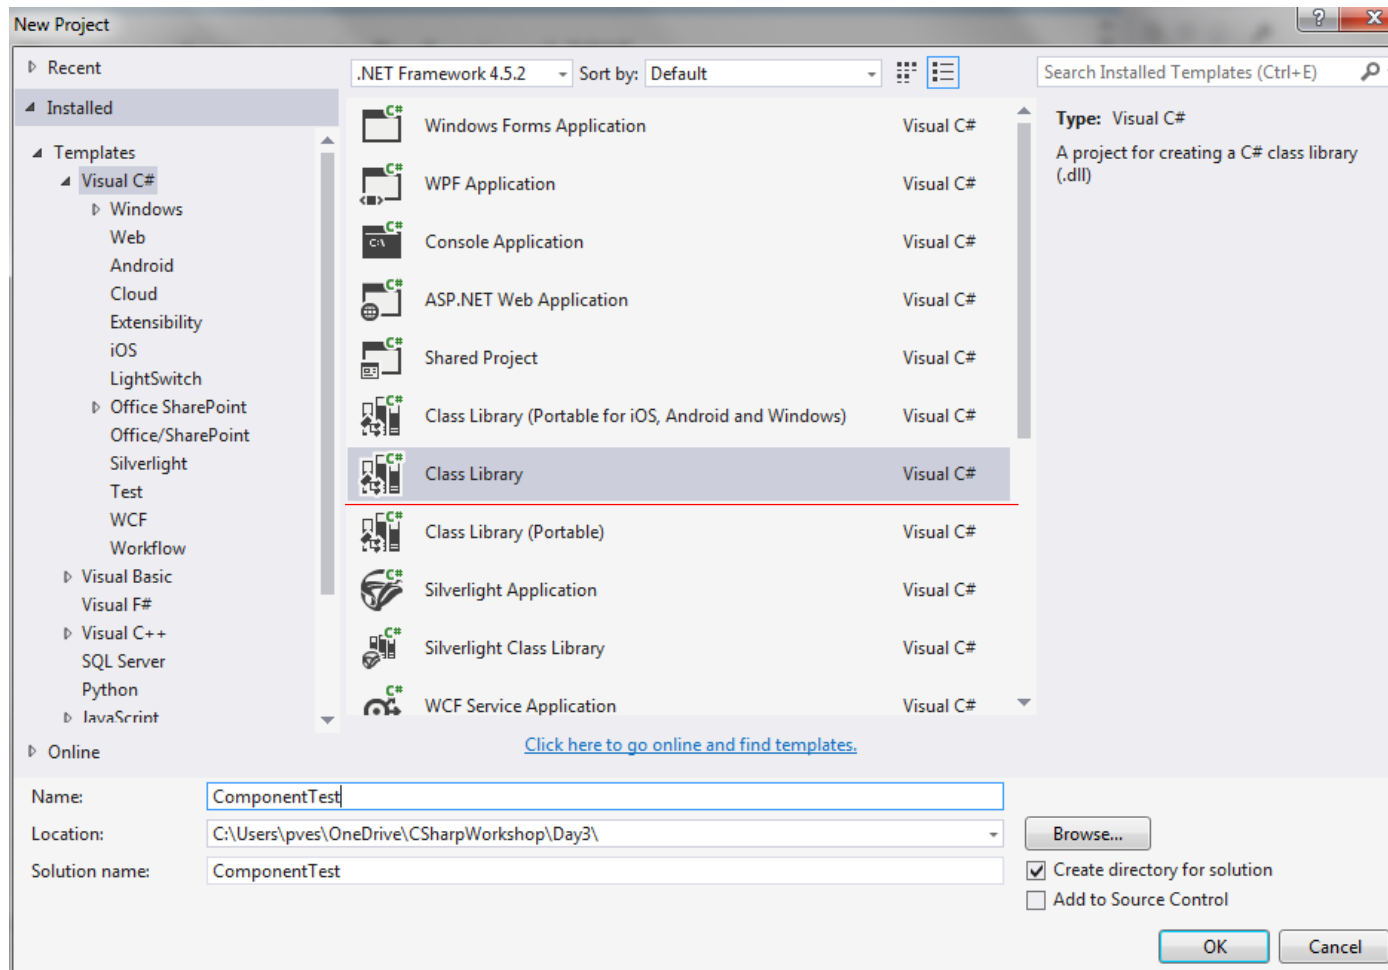 New Project
Recent
Installed
Templates
Visual C#
Windows
Web
Android
Cloud
Extensibility
iOS
LightSwitch
Office SharePoint
Office/SharePoint
Silverlight
Test
WCF
Workflow
Visual Basic
Visual F#
Visual C++
SQL Server
Python
JavaScript
Online
.NET Framework 4.5.2 Sort by: Default
Windows Forms Application Visual C#
WPF Application Visual C#
Console Application Visual C#
ASP.NET Web Application Visual C#
Shared Project Visual C#
Class Library (Portable for iOS, Android and Windows) Visual C#
Class Library Visual C#
Class Library (Portable) Visual C#
Silverlight Application Visual C#
Silverlight Class Library Visual C#
WCF Service Application Visual C#
Click here to go online and find templates.
Search Installed Templates (Ctrl+E)
Type: Visual C#
A project for creating a C# class library
(.dll)
Name: ComponentTest
Location: C:\Users\pves\OneDrive\CSharpWorkshop\Day3\ Browse...
Solution name: ComponentTest
Create directory for solution
Add to Source Control
OK Cancel